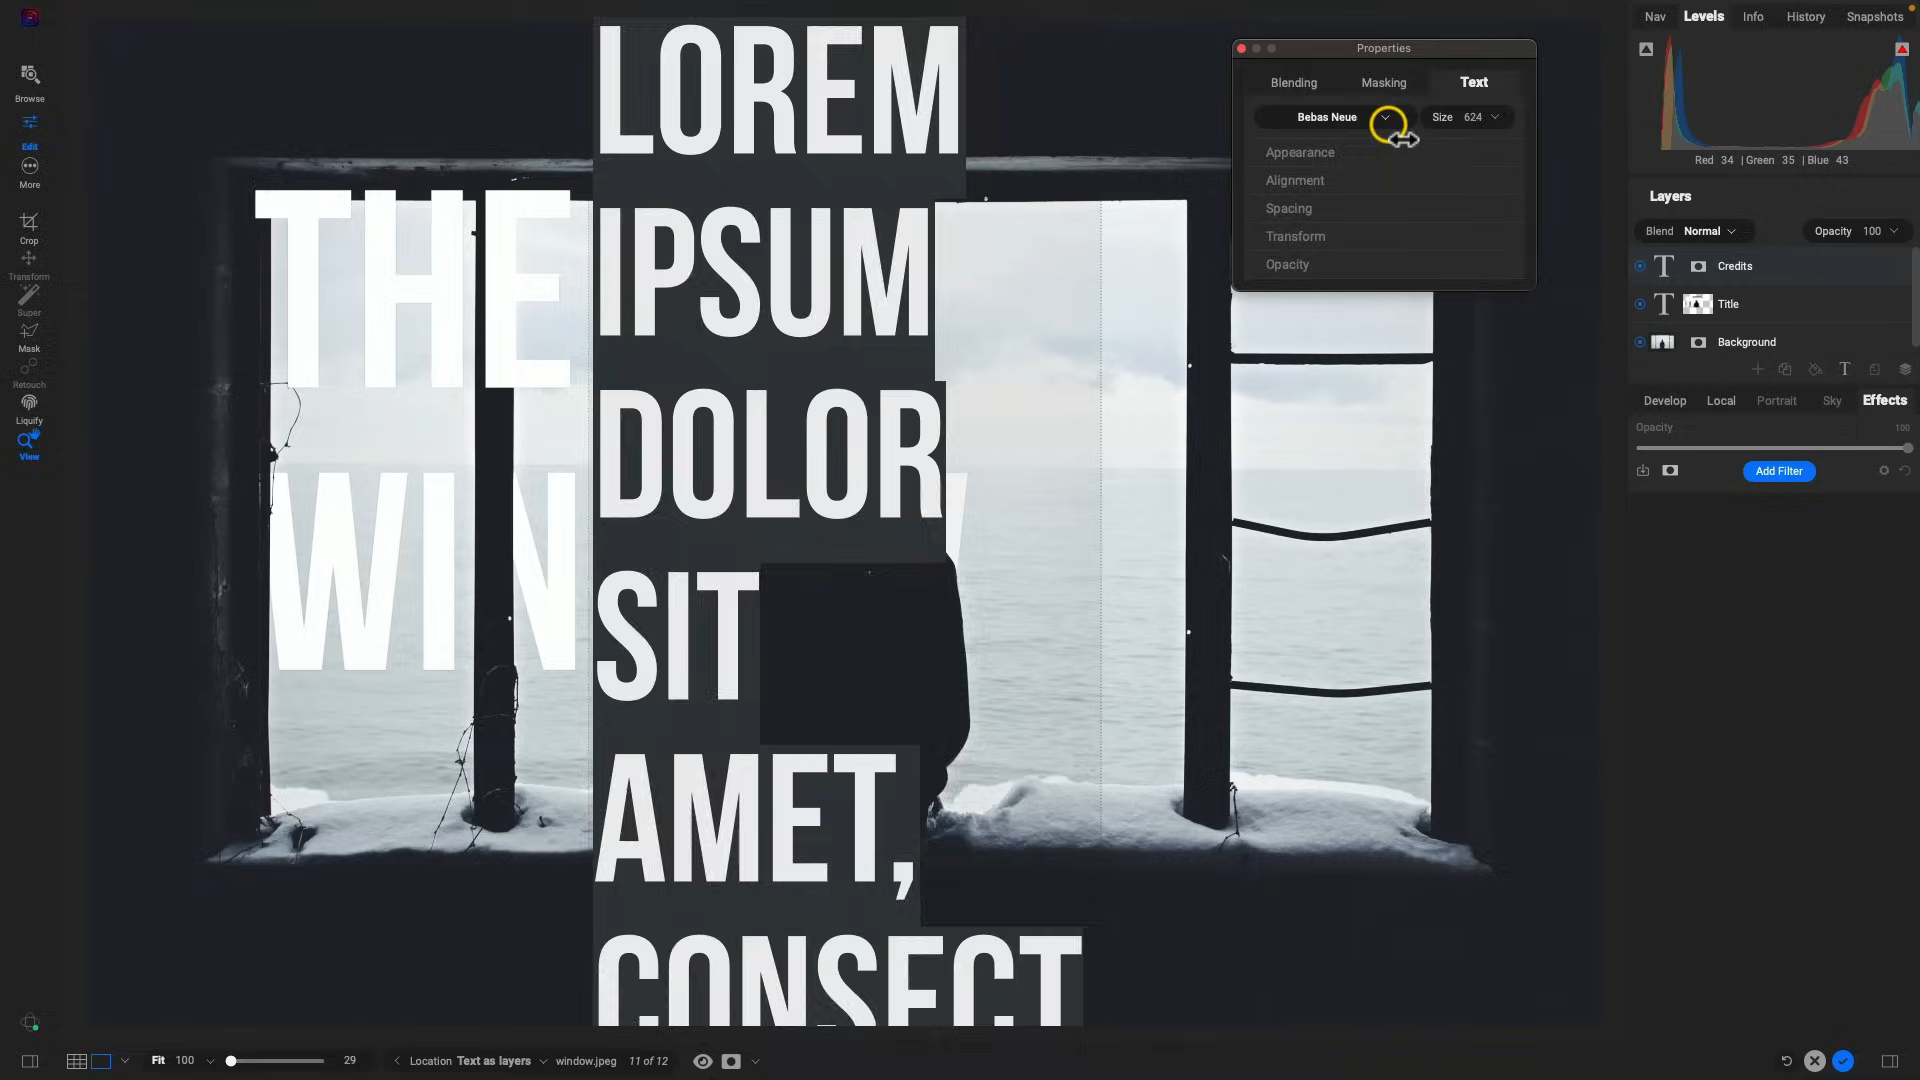 Nav Levels Info History Snapshots
Properties
Blending Masking Text
Bebas Neue Size 624
Appearance
Alignment
Spacing
Transform
Opacity
Red 34 | Green 35 | Blue 43
Layers
Blend Normal Opacity 100
Credits
Title
Background
Develop Local Portrait Sky Effects
Opacity 100
Add Filter
Browse
Edit
More
Crop
Transform
Super
Mask
Retouch
Liquify
View
THE
WIN
LOREM
IPSUM
DOLOR
SIT
AMET,
CONSECT
Fit 100 29 Location Text as layers window.jpeg 11 of 12